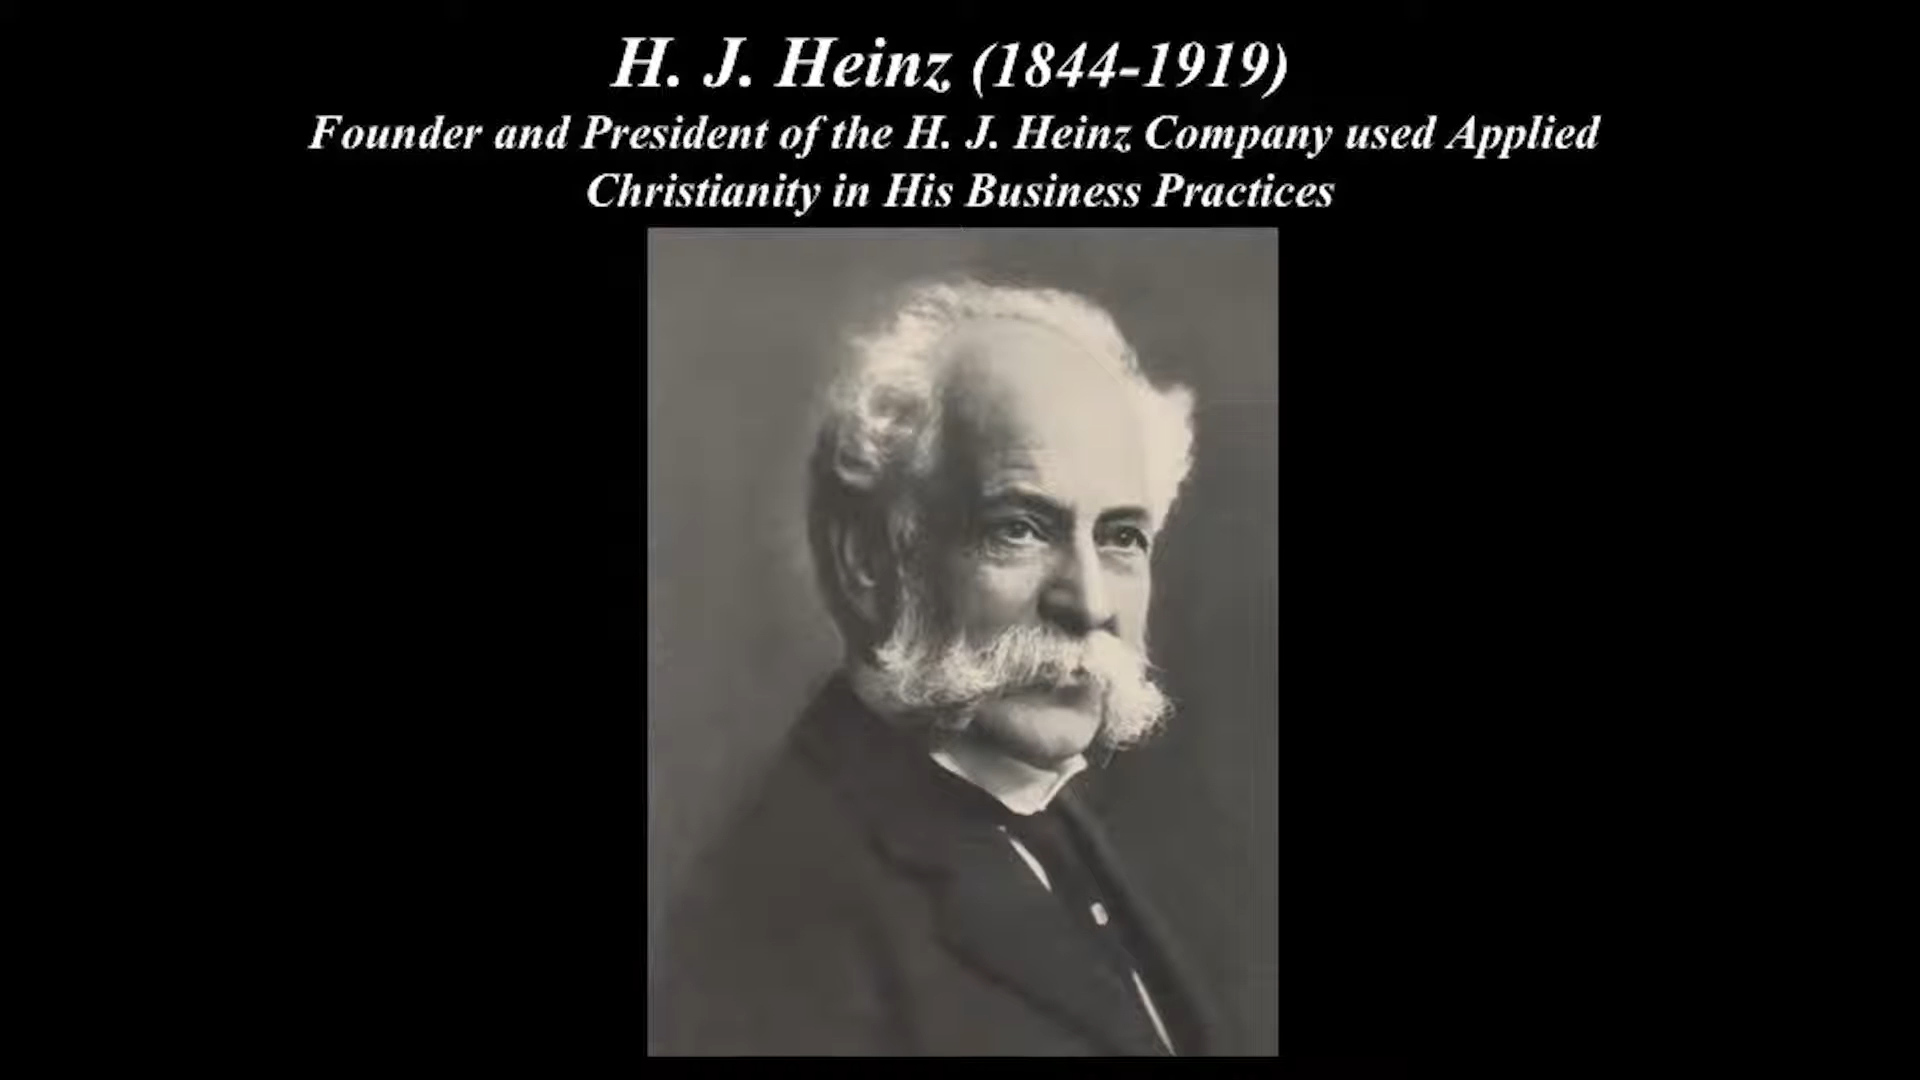 H. J. Heinz (1844-1919)
Founder and President of the H. J. Heinz Company used Applied
Christianity in His Business Practices